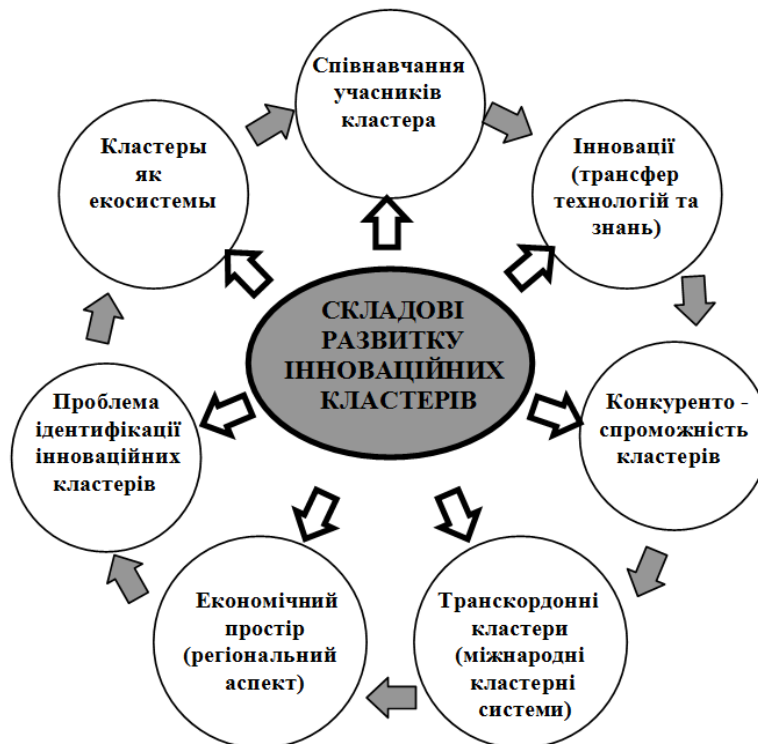 Співнавчання
учасників
кластера
Інновації
(трансфер
технологій та
знань)
Конкуренто -
спроможність
кластерів
Транскордонні
кластери
(міжнародні
кластерні
системи)
Економічний
простір
(регіональний
аспект)
Проблема
ідентифікації
інноваційних
кластерів
Кластеры
як
екосистемы
СКЛАДОВІ
РАЗВИТКУ
ІННОВАЦІЙНИХ
КЛАСТЕРІВ